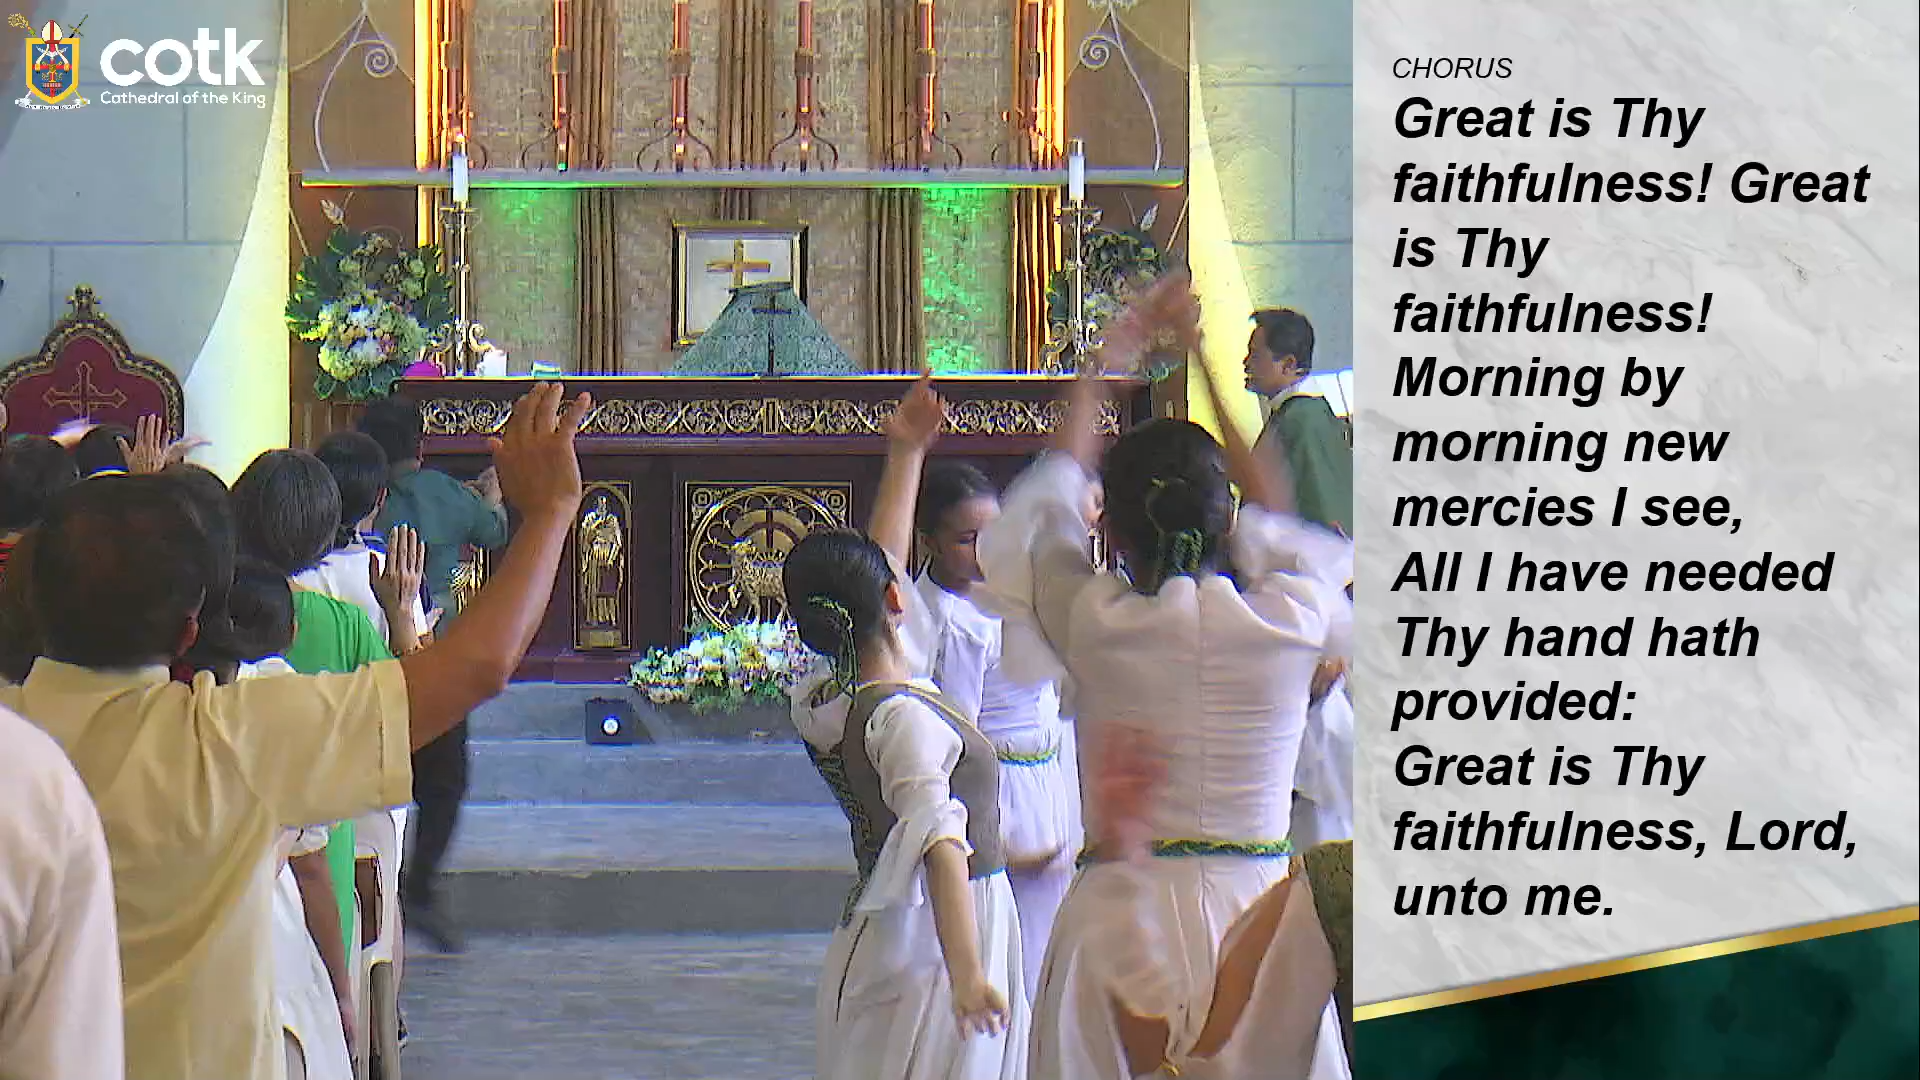 cotk
Cathedral of the King
CHORUS
Great is Thy
faithfulness! Great
is Thy
faithfulness!
Morning by
morning new
mercies I see,
All I have needed
Thy hand hath
provided:
Great is Thy
faithfulness, Lord,
unto me.